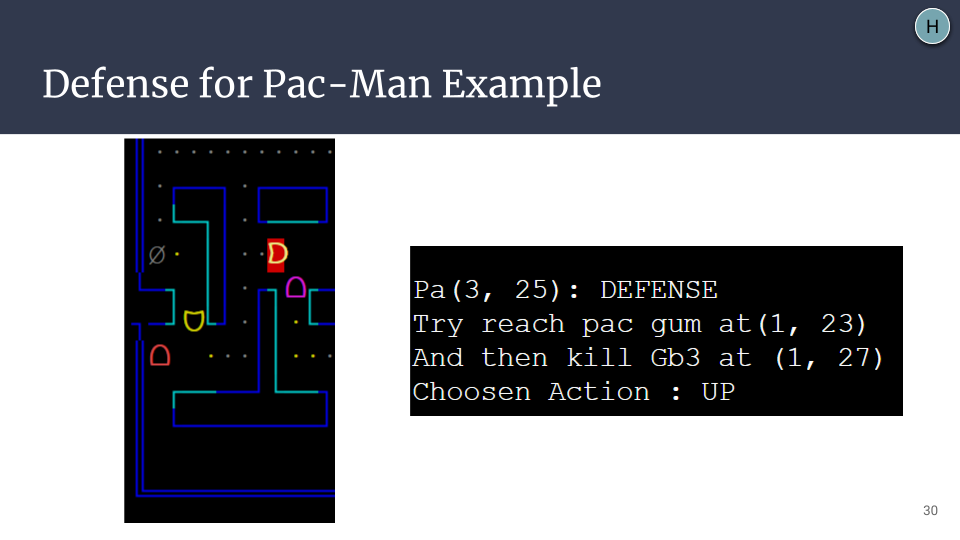 H
Defense for Pac-Man Example
Pa(3, 25): DEFENSE
Try reach pac gum at(1, 23)
And then kill Gb3 at (1, 27)
Choosen Action : UP
30